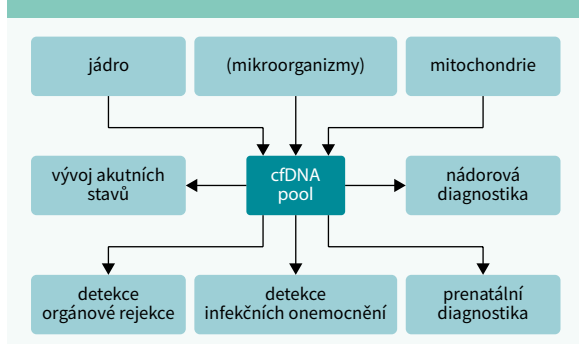 jádro
(mikroorganizmy)
mitochondrie
vývoj akutních
stavů
cfDNA
pool
nádorová
diagnostika
detekce
orgánové rejekce
detekce
infekčních onemocnění
prenatální
diagnostika